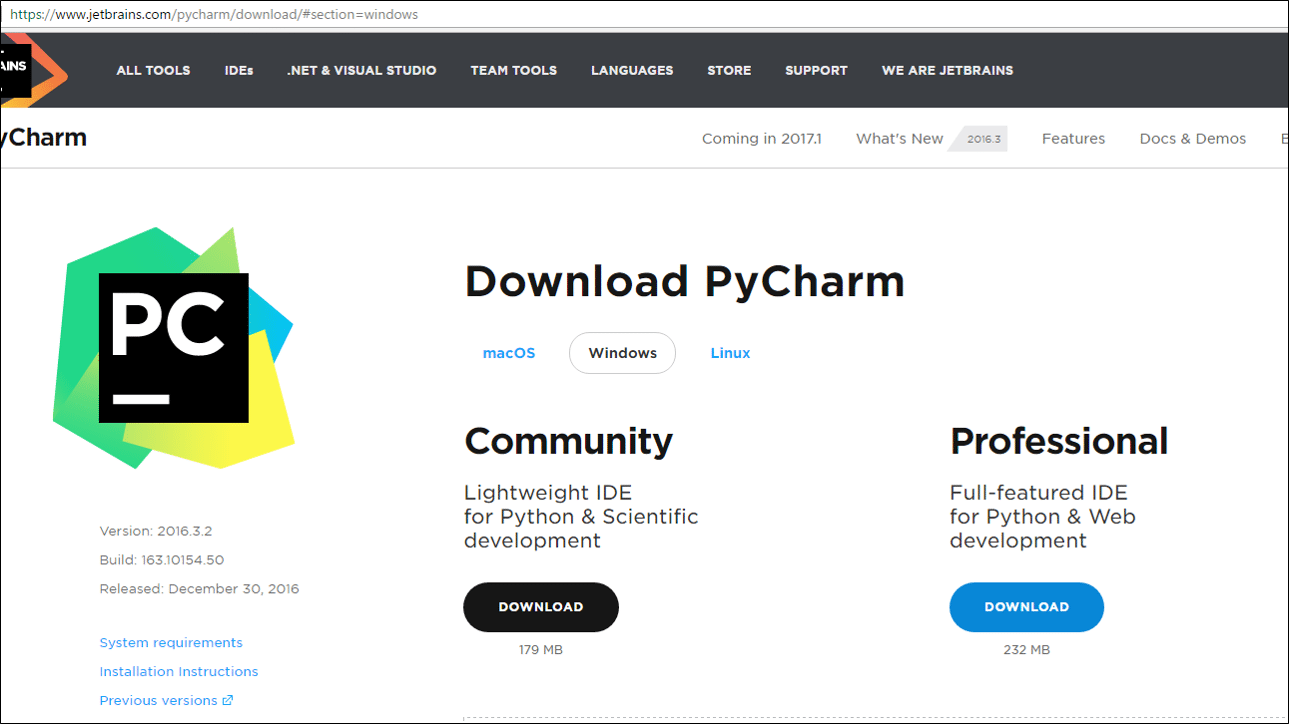 https://www.jetbrains.com/pycharm/download/#section=windows
AINS
ALL TOOLS IDEs .NET & VISUAL STUDIO TEAM TOOLS LANGUAGES STORE SUPPORT WE ARE JETBRAINS
yCharm
Coming in 2017.1 What's New 2016.3 Features Docs & Demos
PC
Download PyCharm
macOS Windows Linux
Community
Lightweight IDE
for Python & Scientific
development
DOWNLOAD
179 MB
Professional
Full-featured IDE
for Python & Web
development
DOWNLOAD
232 MB
Version: 2016.3.2
Build: 163.10154.50
Released: December 30, 2016
System requirements
Installation Instructions
Previous versions